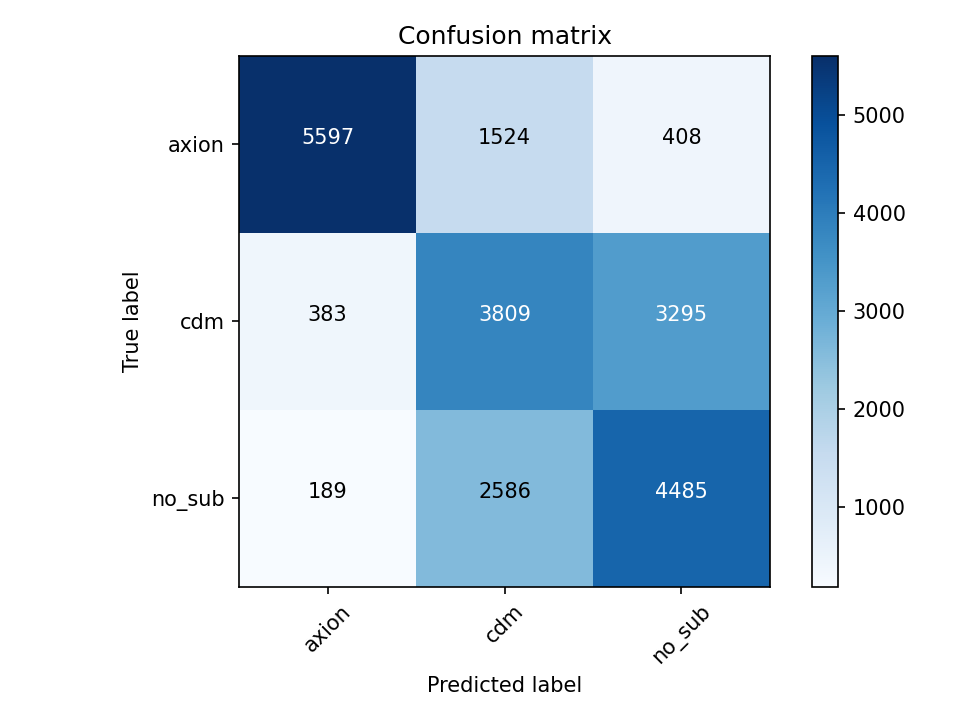 Confusion matrix
axion
5597
1524
408
cdm
383
3809
3295
no_sub
189
2586
4485
axion
cdm
no_sub
True label
Predicted label
5000
4000
3000
2000
1000